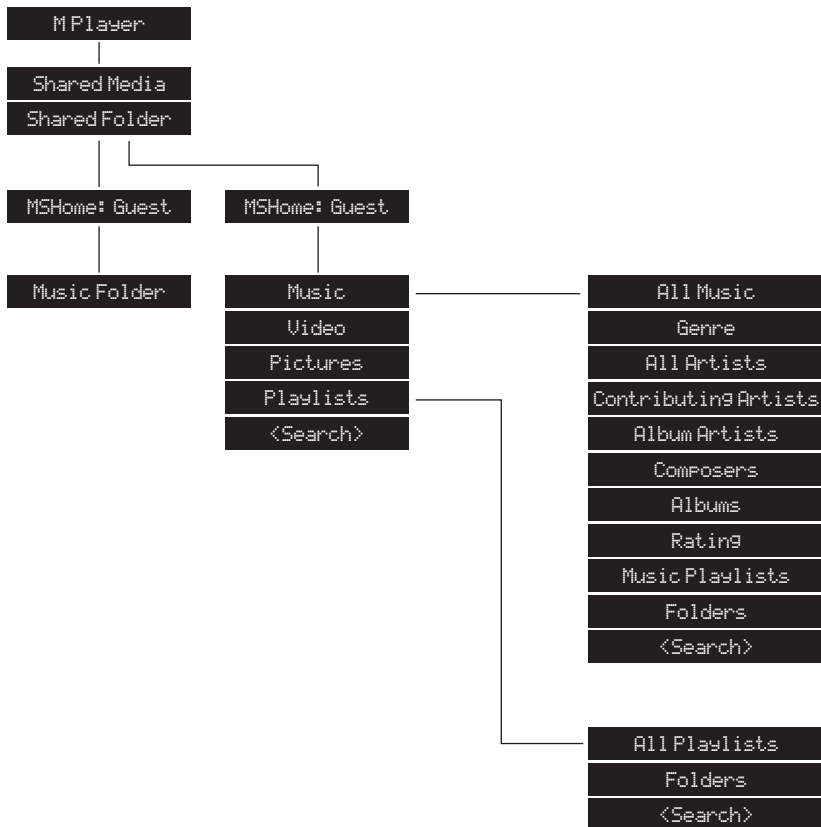 M Player
Shared Media
Shared Folder
MSHome: Guest
MSHome: Guest
Music Folder
Music
Video
Pictures
Playlists
<Search>
All Music
Genre
All Artists
Contributing Artists
Album Artists
Composers
Albums
Rating
Music Playlists
Folders
<Search>
All Playlists
Folders
<Search>